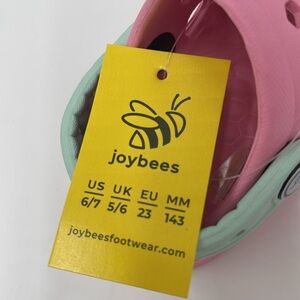 joybees
US UK EU MM
6/7 5/6 23 143
joybeesfootwear.com